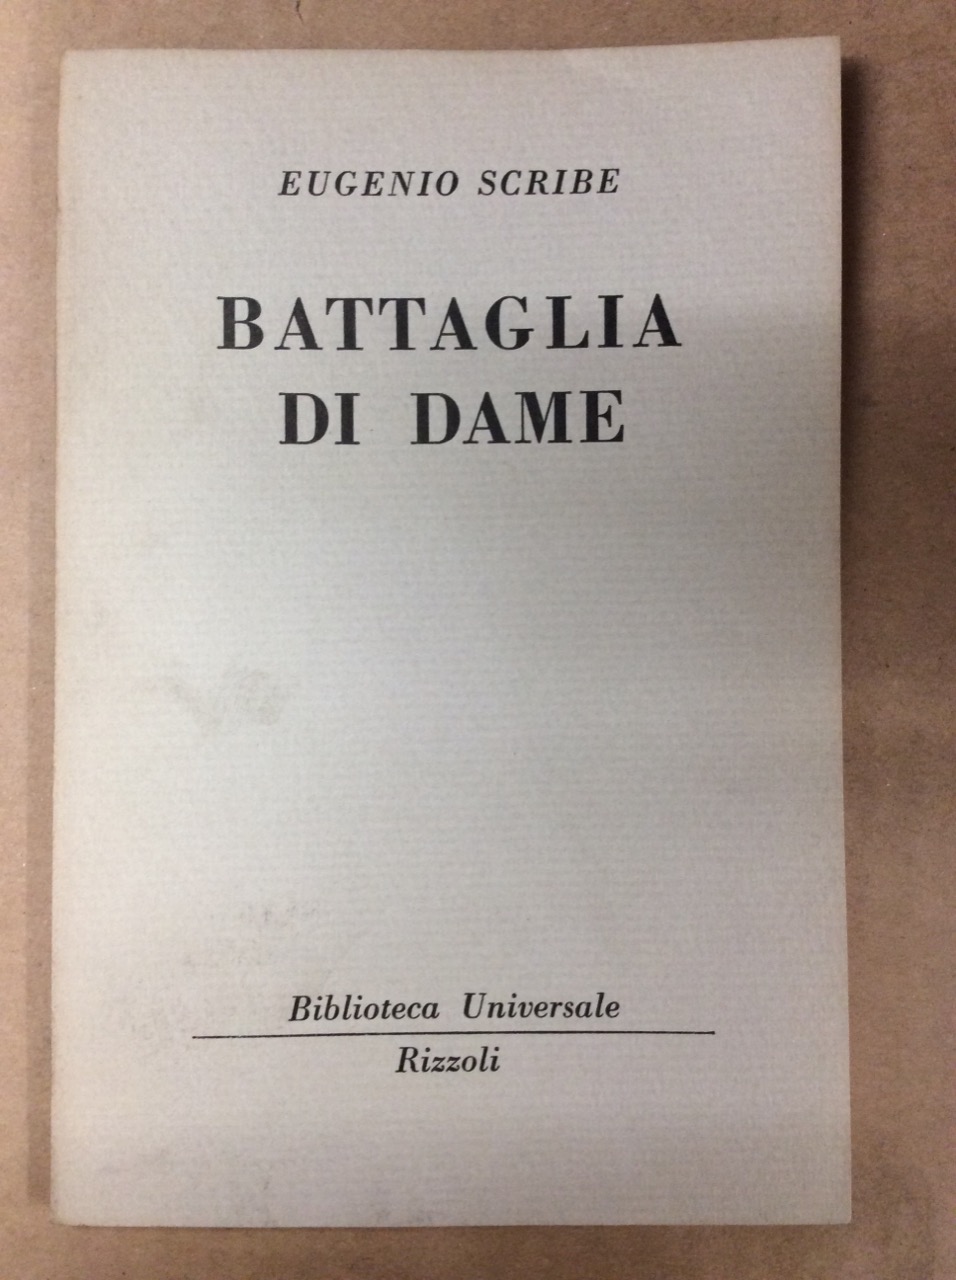 EUGENIO SCRIBE
BATTAGLIA
DI DAME
Biblioteca Universale
Rizzoli